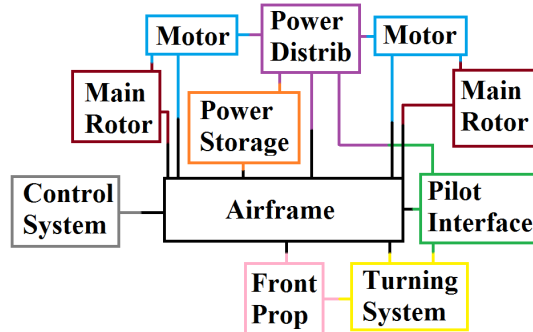 Motor
Power
Distrib
Motor
Main
Rotor
Power
Storage
Main
Rotor
Control
System
Airframe
Pilot
Interface
Front
Prop
Turning
System